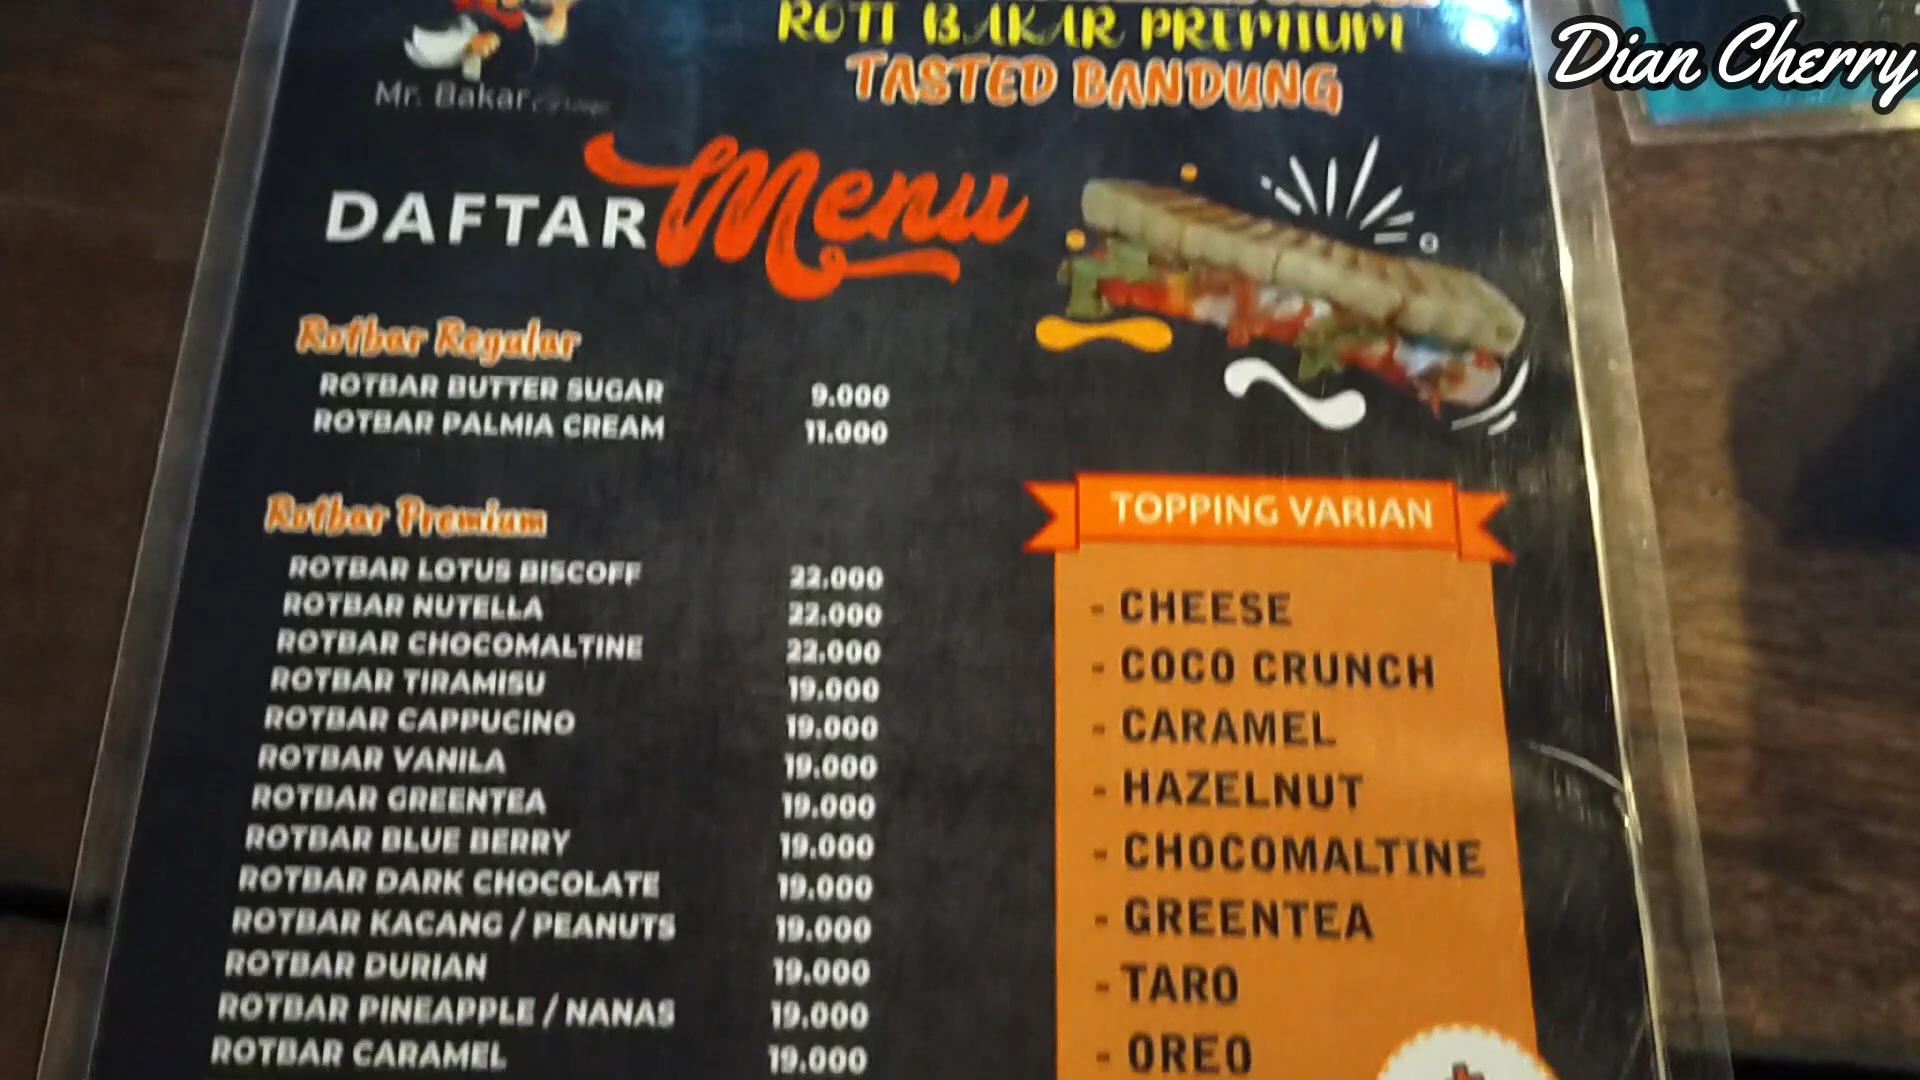 ROTI BAKAR PREMIUM
TASTED BANDUNG
Dian Cherry
Mr. Bakar
DAFTAR Menu
Rotbar Regular
ROTBAR BUTTER SUGAR 9.000
ROTBAR PALMIA CREAM 11.000
Rotbar Premium
ROTBAR LOTUS BISCOFF 22.000
ROTBAR NUTELLA 22.000
ROTBAR CHOCOMALTINE 22.000
ROTBAR TIRAMISU 19.000
ROTBAR CAPPUCINO 19.000
ROTBAR VANILA 19.000
ROTBAR GREENTEA 19.000
ROTBAR BLUE BERRY 19.000
ROTBAR DARK CHOCOLATE 19.000
ROTBAR KACANG / PEANUTS 19.000
ROTBAR DURIAN 19.000
ROTBAR PINEAPPLE / NANAS 19.000
ROTBAR CARAMEL 19.000
TOPPING VARIAN
- CHEESE
- COCO CRUNCH
- CARAMEL
- HAZELNUT
- CHOCOMALTINE
- GREENTEA
- TARO
- OREO